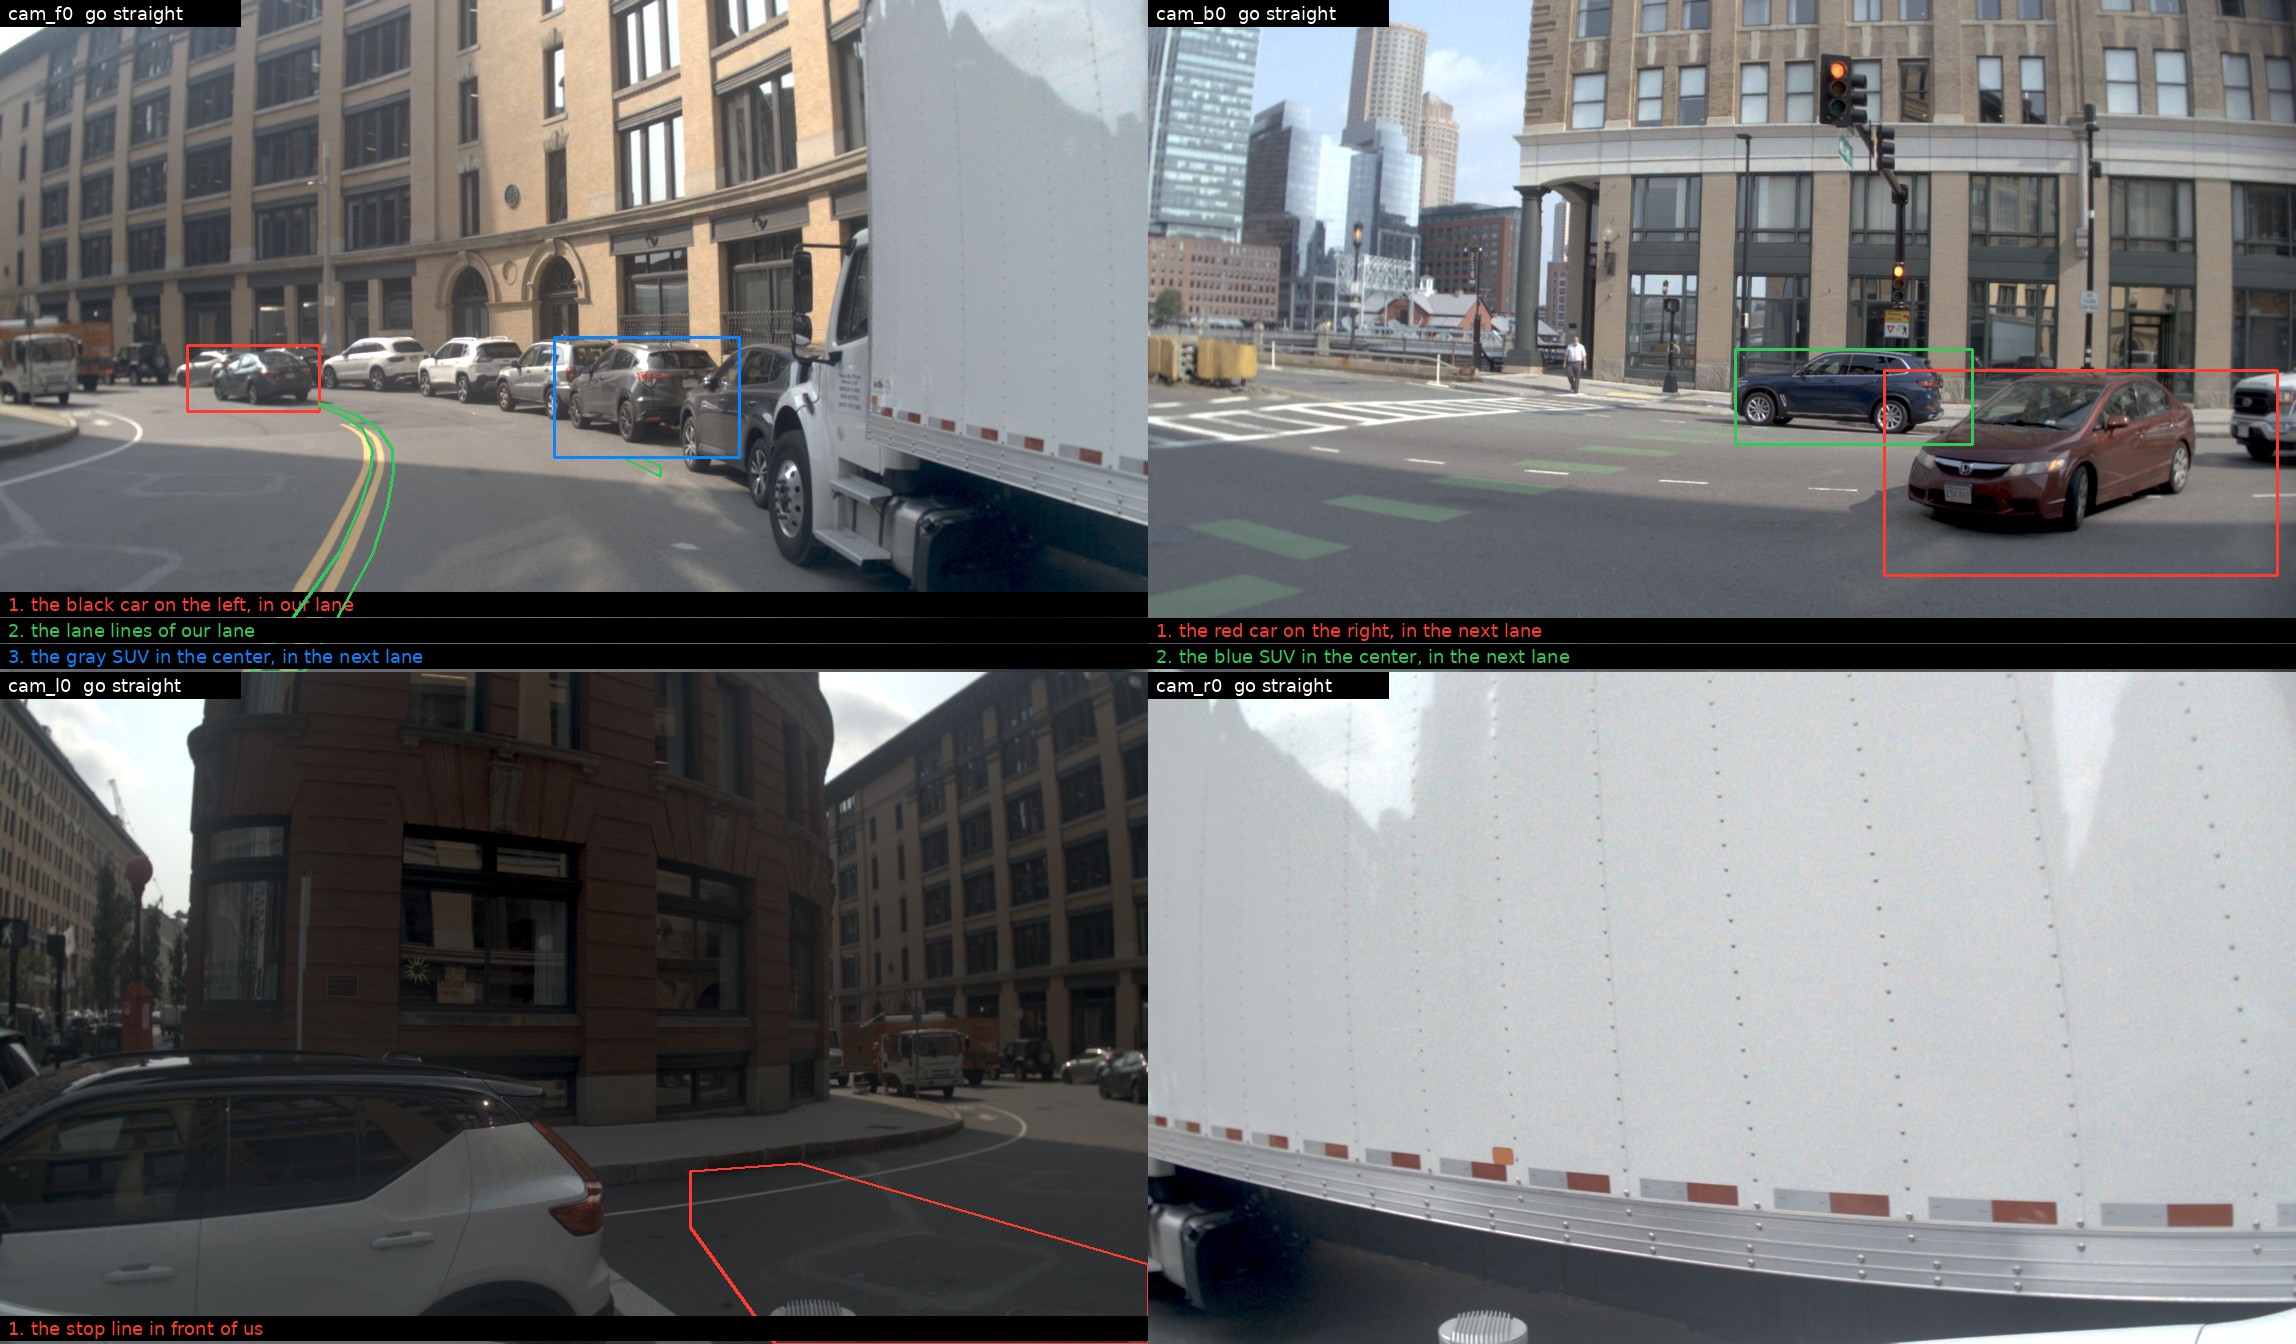 cam_f0 go straight
1. the black car on the left, in our lane
2. the lane lines of our lane
3. the gray SUV in the center, in the next lane
cam_b0 go straight
1. the red car on the right, in the next lane
2. the blue SUV in the center, in the next lane
cam_l0 go straight
1. the stop line in front of us
cam_r0 go straight